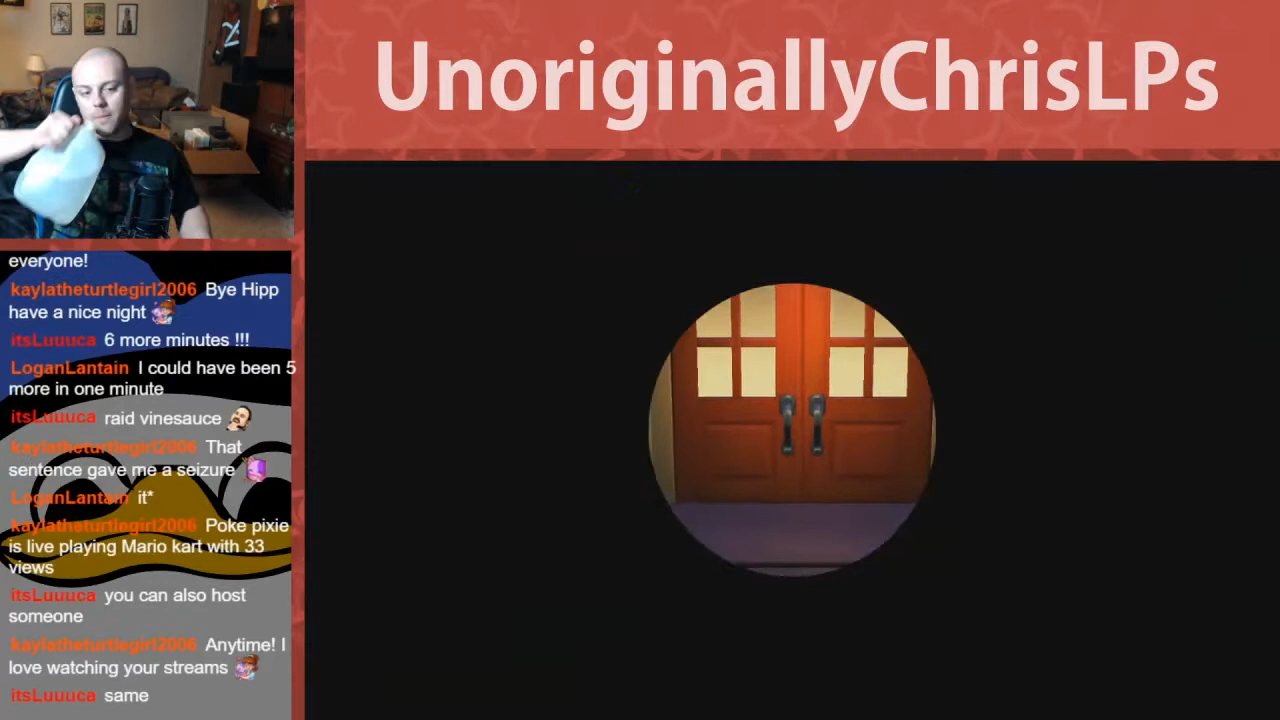 UnoriginallyChrisLPs
everyone!
kaylatheturtlegirl2006 Bye Hipp
have a nice night
itsLuuuca 6 more minutes !!!
LoganLantain I could have been 5
more in one minute
itsLuuuca raid vinesauce
kaylatheturtlegirl2006 That
sentence gave me a seizure
LoganLantain it*
kaylatheturtlegirl2006 Poke pixie
is live playing Mario kart with 33
views
itsLuuuca you can also host
someone
kaylatheturtlegirl2006 Anytime! I
love watching your streams
itsLuuuca same